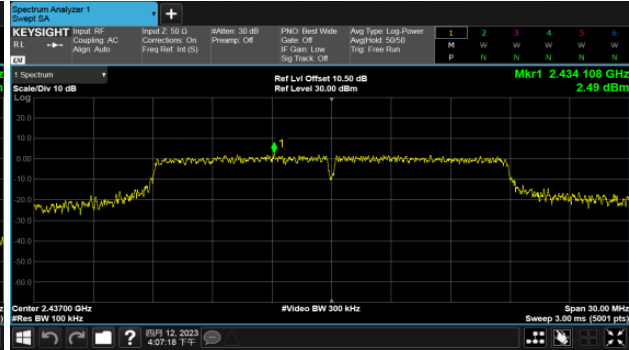 Spectrum Analyzer 1
Swept SA
+
KEYSIGHT
RL
Input: RF
Coupling: AC
Align: Auto
Input Z: 50 Ω
Corrections: On
Freq Ref: Int (S)
#Atten: 30 dB
Preamp: Off
PNO: Best Wide
Gate: Off
IF Gain: Low
Sig Track: Off
Avg Type: Log-Power
Avg|Hold: 50/50
Trig: Free Run
1 2 3 4 5 6
M W W W W W
P N N N N N
LXI
1 Spectrum
Scale/Div 10 dB
Ref Lvl Offset 10.50 dB
Ref Level 30.00 dBm
Mkr1 2.434 108 GHz
2.49 dBm
Log
20.0
10.0
0.00
-10.0
-20.0
-30.0
-40.0
-50.0
-60.0
1
Center 2.43700 GHz
#Res BW 100 kHz
#Video BW 300 kHz
Span 30.00 MHz
Sweep 3.00 ms (5001 pts)
?
四月 12, 2023
4:07:18 下午